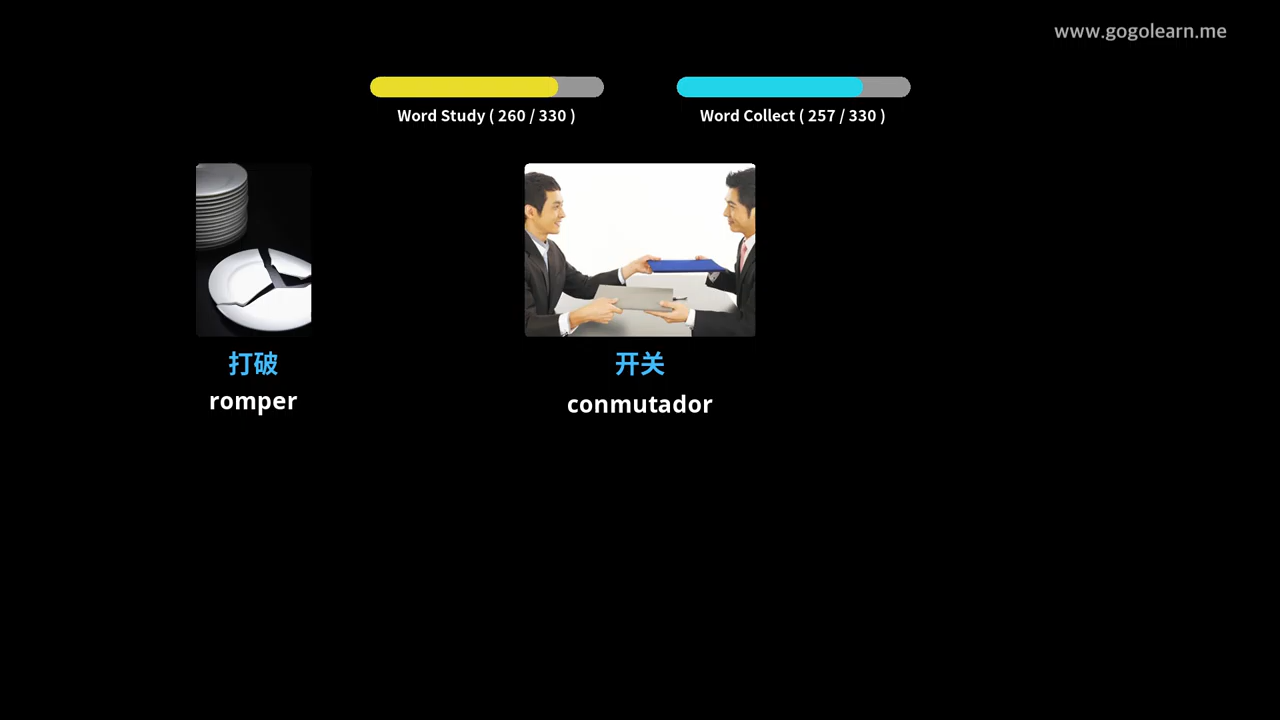 www.gogolearn.me
Word Study ( 260 / 330 )
Word Collect ( 257 / 330 )
打破
romper
开关
conmutador